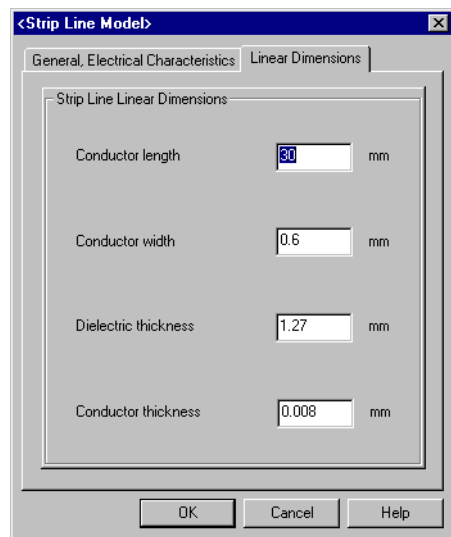 <Strip Line Model>
General, Electrical Characteristics Linear Dimensions
Strip Line Linear Dimensions
Conductor length 30 mm
Conductor width 0.6 mm
Dielectric thickness 1.27 mm
Conductor thickness 0.008 mm
OK Cancel Help